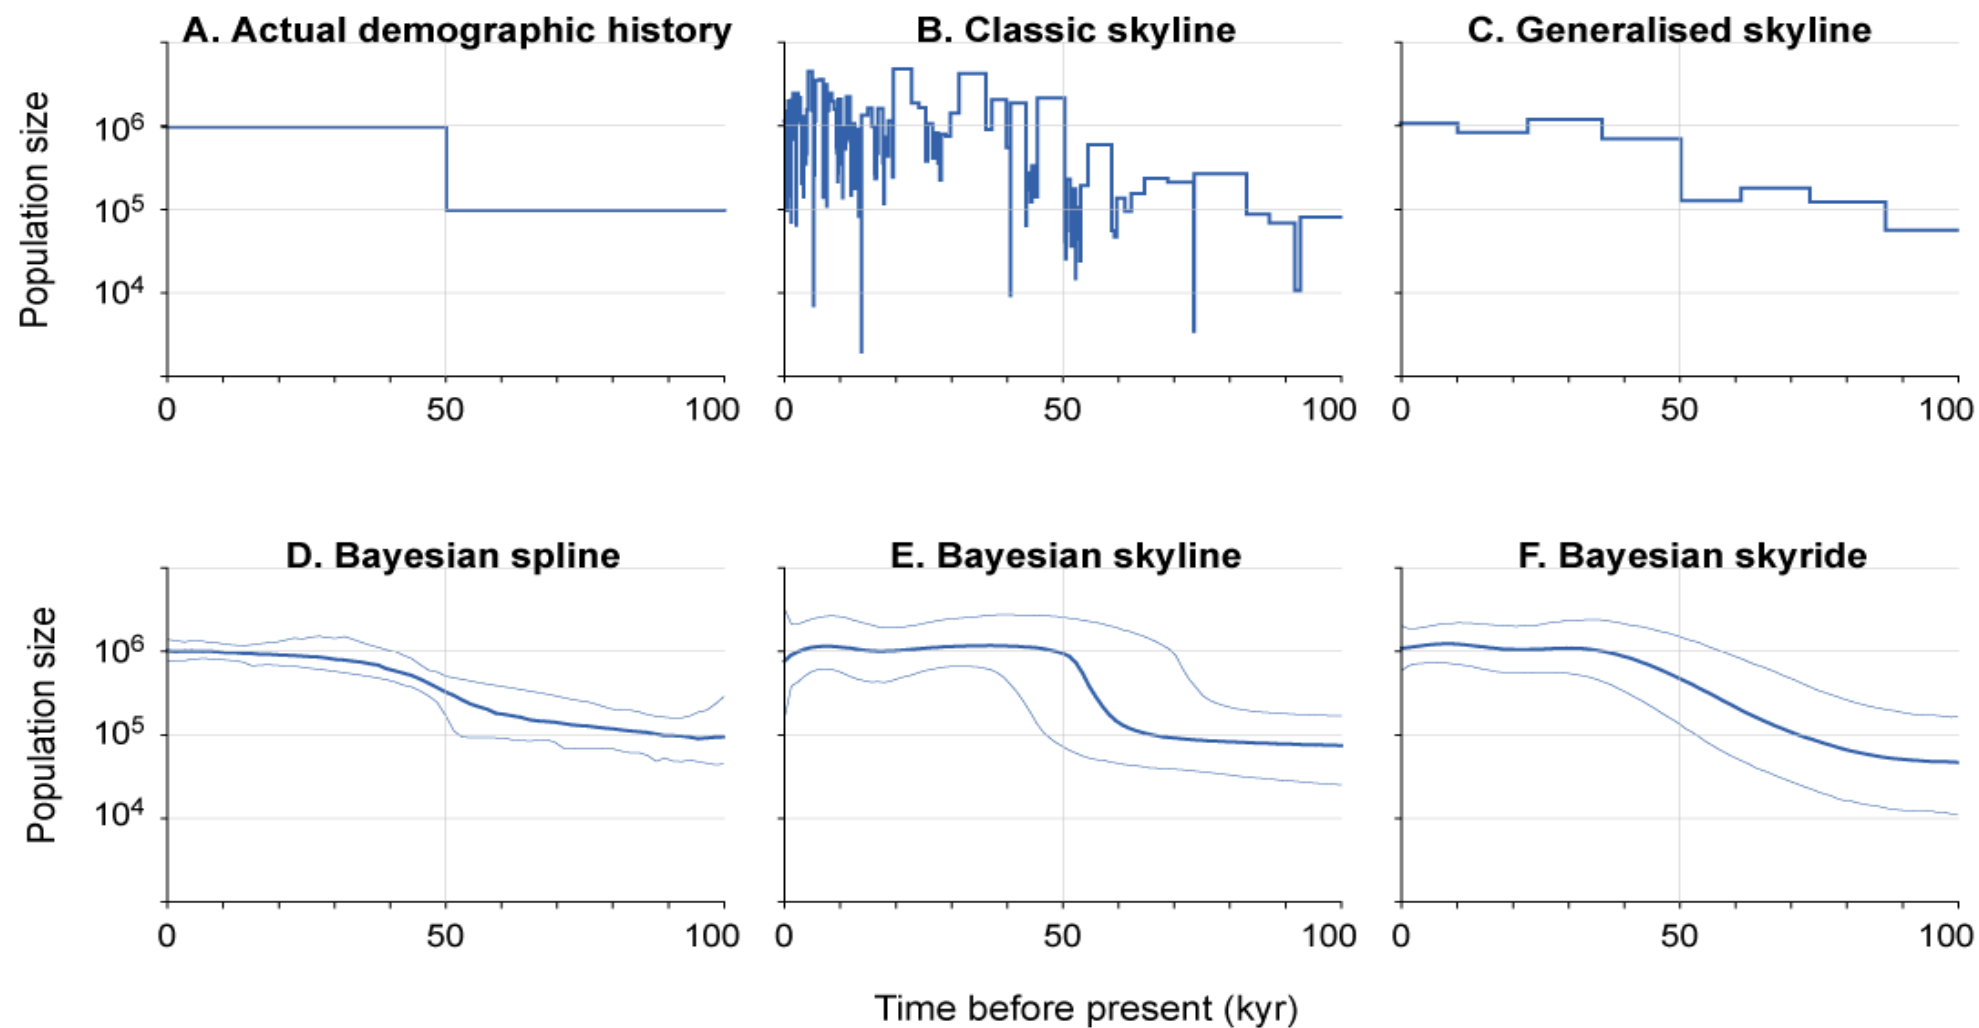 A. Actual demographic history
B. Classic skyline
C. Generalised skyline
Population size
10⁶
10⁵
10⁴
0 50 100
0 50 100
0 50 100
D. Bayesian spline
E. Bayesian skyline
F. Bayesian skyride
Population size
10⁶
10⁵
10⁴
0 50 100
0 50 100
0 50 100
Time before present (kyr)